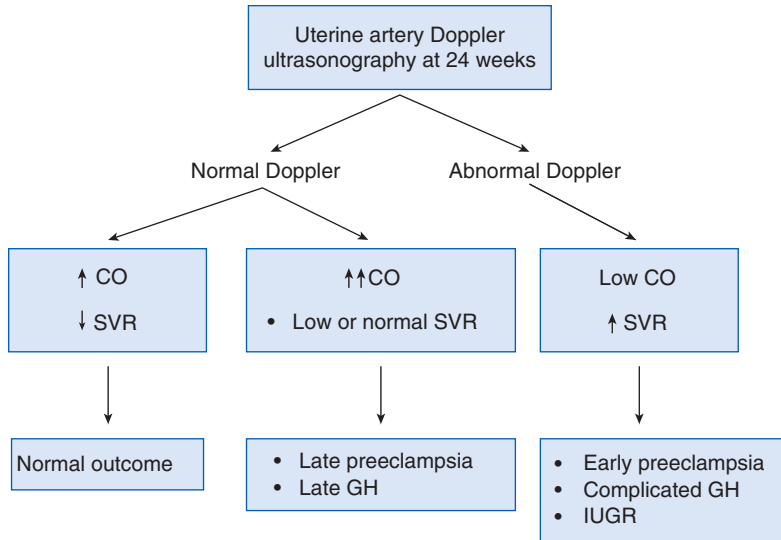 Uterine artery Doppler
ultrasonography at 24 weeks
Normal Doppler
Abnormal Doppler
↑ CO
↓ SVR
↑↑CO
• Low or normal SVR
Low CO
↑ SVR
Normal outcome
• Late preeclampsia
• Late GH
• Early preeclampsia
• Complicated GH
• IUGR